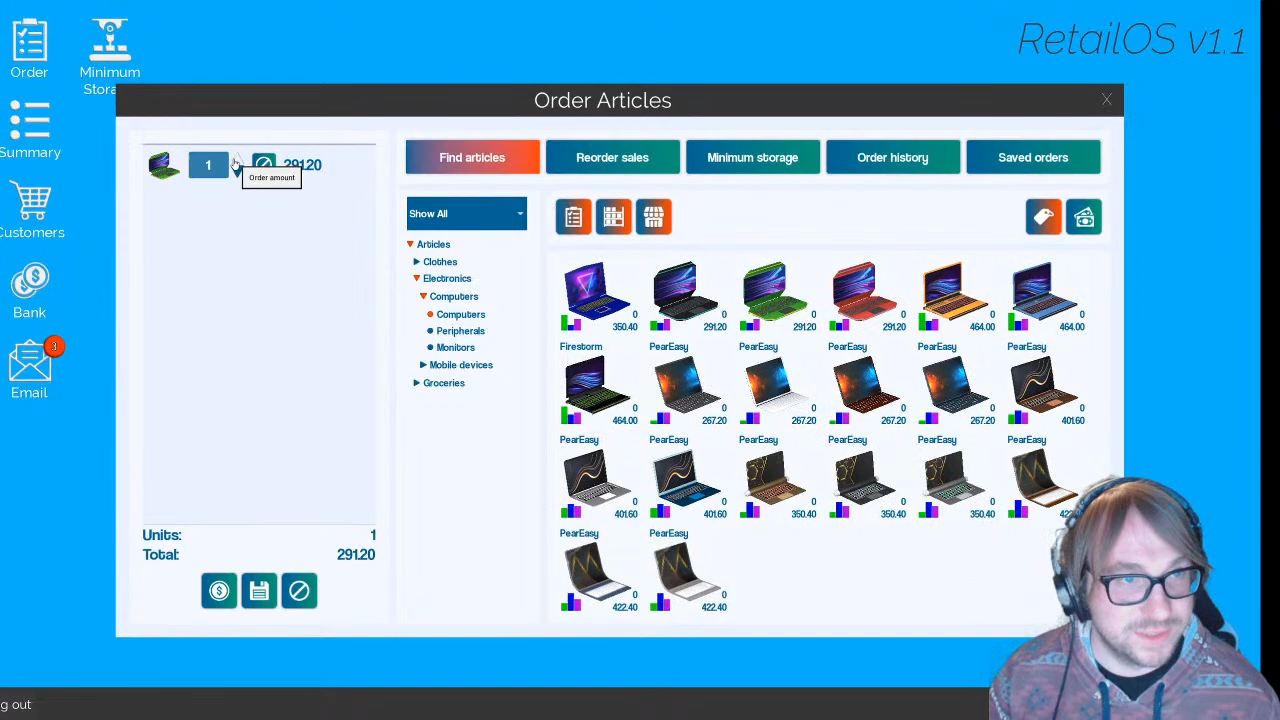 RetailOS v1.1
Order
Minimum
Stora
Summary
Customers
Bank
3
Email
Order Articles
X
1
291.20
Order amount
Find articles
Reorder sales
Minimum storage
Order history
Saved orders
Show All
Articles
Clothes
Electronics
Computers
Computers
Peripherals
Monitors
Mobile devices
Groceries
0 0 0 0 0 0
350.40 291.20 291.20 291.20 464.00 464.00
Firestorm PearEasy PearEasy PearEasy PearEasy PearEasy
0 0 0 0 0 0
464.00 267.20 267.20 267.20 267.20 401.60
PearEasy PearEasy PearEasy PearEasy PearEasy PearEasy
0 0 0 0 0
401.60 401.60 350.40 350.40 350.40
PearEasy PearEasy
0 0
422.40 422.40
Units: 1
Total: 291.20
g out